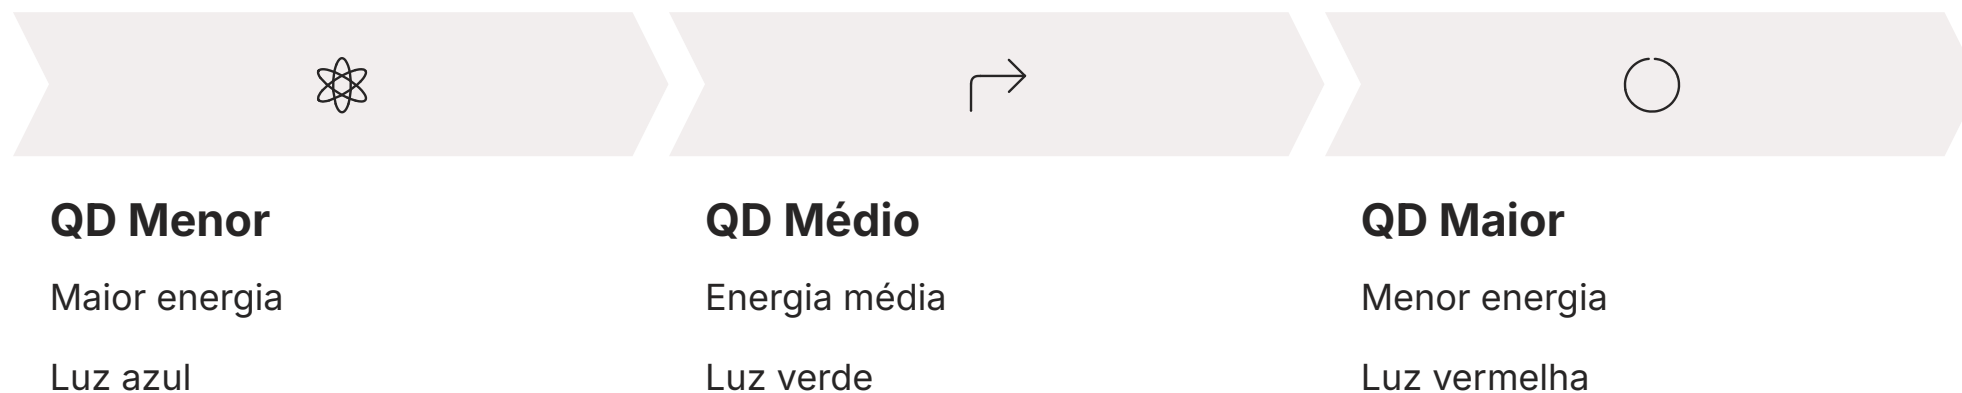 QD Menor
Maior energia
Luz azul
QD Médio
Energia média
Luz verde
QD Maior
Menor energia
Luz vermelha